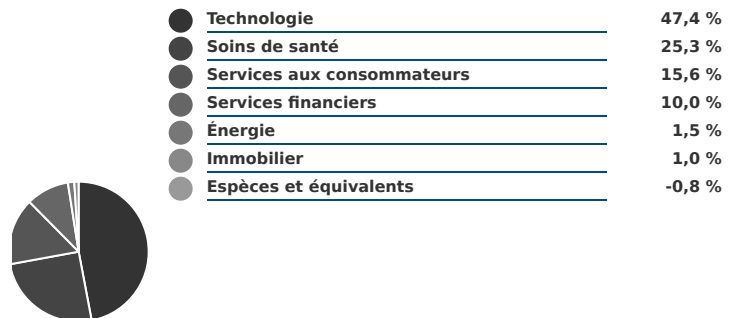 Technologie 47,4 %
Soins de santé 25,3 %
Services aux consommateurs 15,6 %
Services financiers 10,0 %
Énergie 1,5 %
Immobilier 1,0 %
Espèces et équivalents -0,8 %